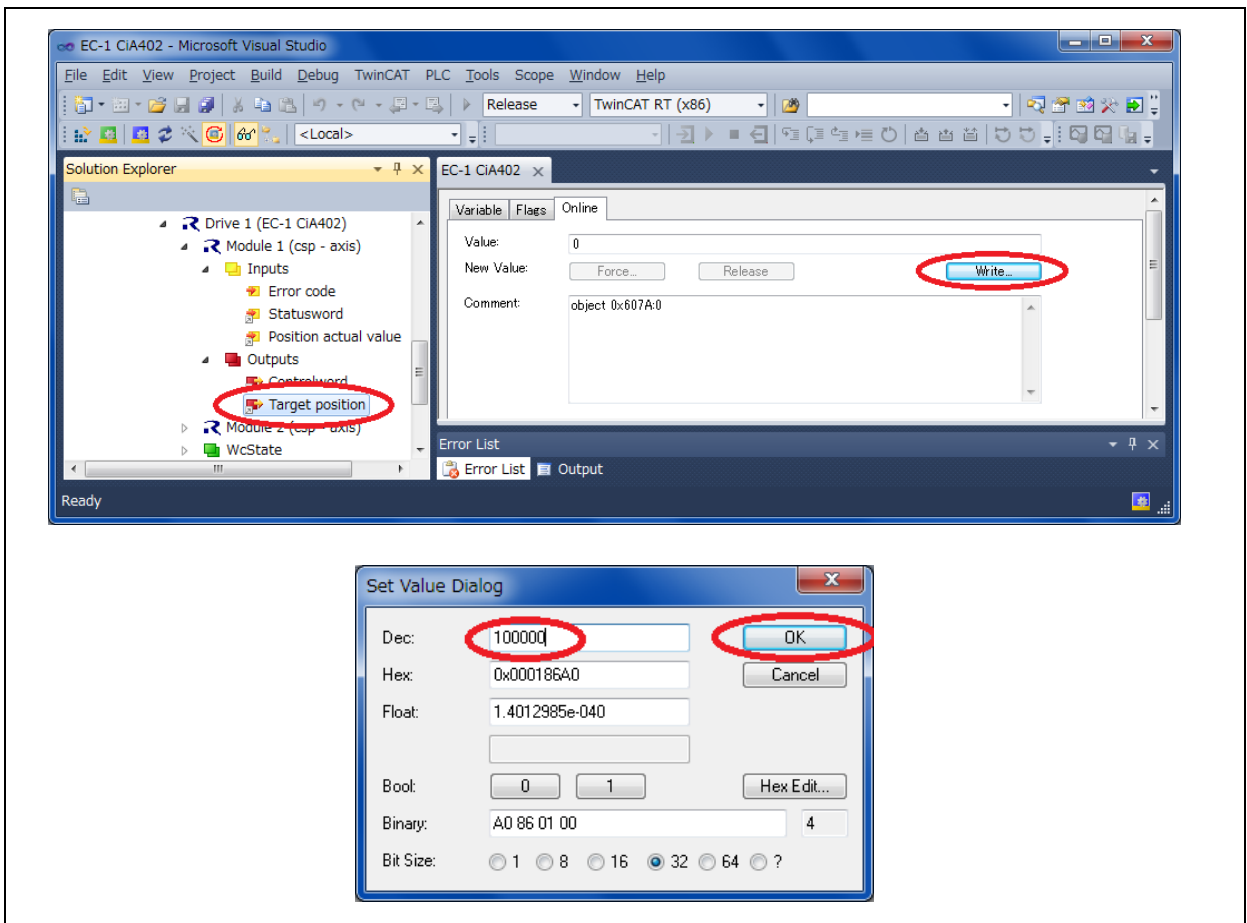 EC-1 CiA402 - Microsoft Visual Studio
File Edit View Project Build Debug TwinCAT PLC Tools Scope Window Help
Release TwinCAT RT (x86)
<Local>
Solution Explorer
EC-1 CiA402
Drive 1 (EC-1 CiA402)
Module 1 (csp - axis)
Inputs
Error code
Statusword
Position actual value
Outputs
Controlword
Target position
Module 2 (csp - axis)
WcState
Variable Flags Online
Value: 0
New Value: Force... Release Write...
Comment: object 0x607A:0
Error List
Error List Output
Ready
Set Value Dialog
Dec: 100000 OK
Hex: 0x000186A0 Cancel
Float: 1.4012985e-040
Bool: 0 1 Hex Edit...
Binary: A0 86 01 00 4
Bit Size: 1 8 16 32 64 ?